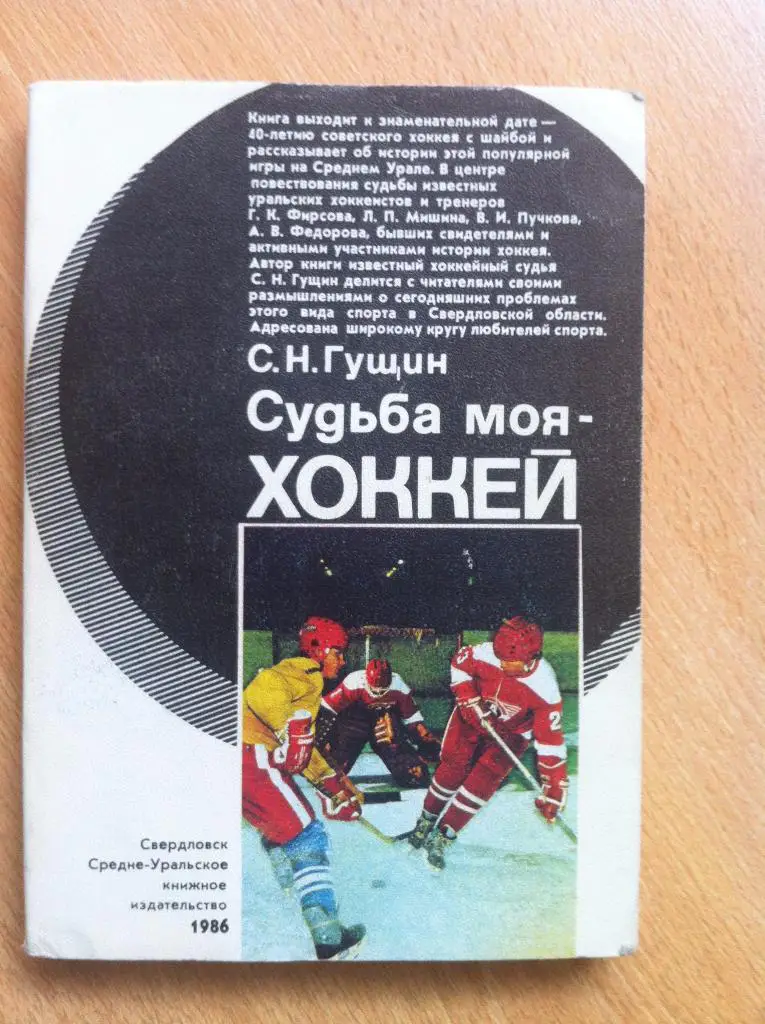 Книга выходит к знаменательной дате —
40-летию советского хоккея с шайбой и
рассказывает об истории этой популярной
игры на Среднем Урале. В центре
повествования судьбы известных
уральских хоккеистов и тренеров
Г. К. Фирсова, Л. П. Мишина, В. И. Пучкова,
А. В. Федорова, бывших свидетелями и
активными участниками истории хоккея.
Автор книги известный хоккейный судья
С. Н. Гущин делится с читателями своими
размышлениями о сегодняшних проблемах
этого вида спорта в Свердловской области.
Адресована широкому кругу любителей спорта.
С.Н.Гущин
Судьба моя-
ХОККЕЙ
23
Свердловск
Средне-Уральское
книжное
издательство
1986